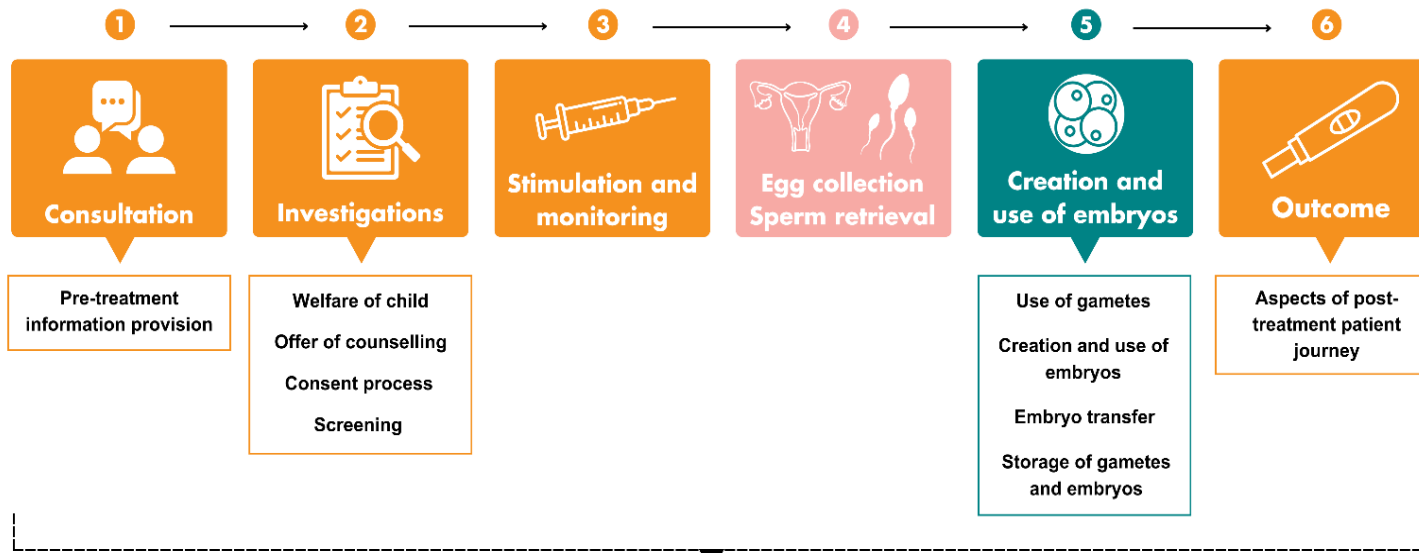 1
2
3
4
5
6
Consultation
Investigations
Stimulation and
monitoring
Egg collection
Sperm retrieval
Creation and
use of embryos
Outcome
Pre-treatment
information provision
Welfare of child
Offer of counselling
Consent process
Screening
Use of gametes
Creation and use of
embryos
Embryo transfer
Storage of gametes
and embryos
Aspects of post-
treatment patient
journey